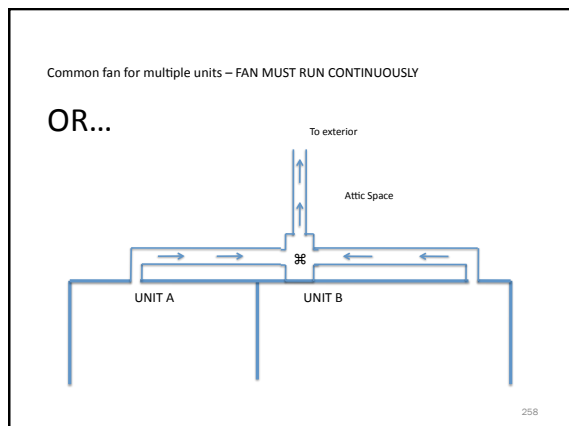 Common fan for multiple units – FAN MUST RUN CONTINUOUSLY
OR…
To exterior
Attic Space
⌘
UNIT A
UNIT B
258